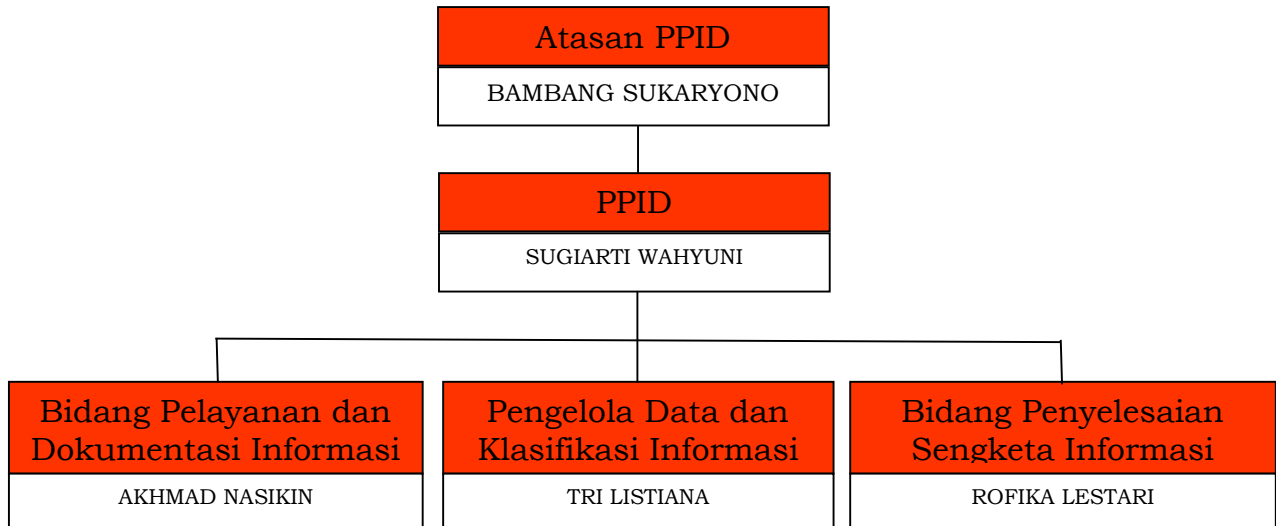 Atasan PPID
BAMBANG SUKARYONO
PPID
SUGIARTI WAHYUNI
Bidang Pelayanan dan
Dokumentasi Informasi
AKHMAD NASIKIN
Pengelola Data dan
Klasifikasi Informasi
TRI LISTIANA
Bidang Penyelesaian
Sengketa Informasi
ROFIKA LESTARI